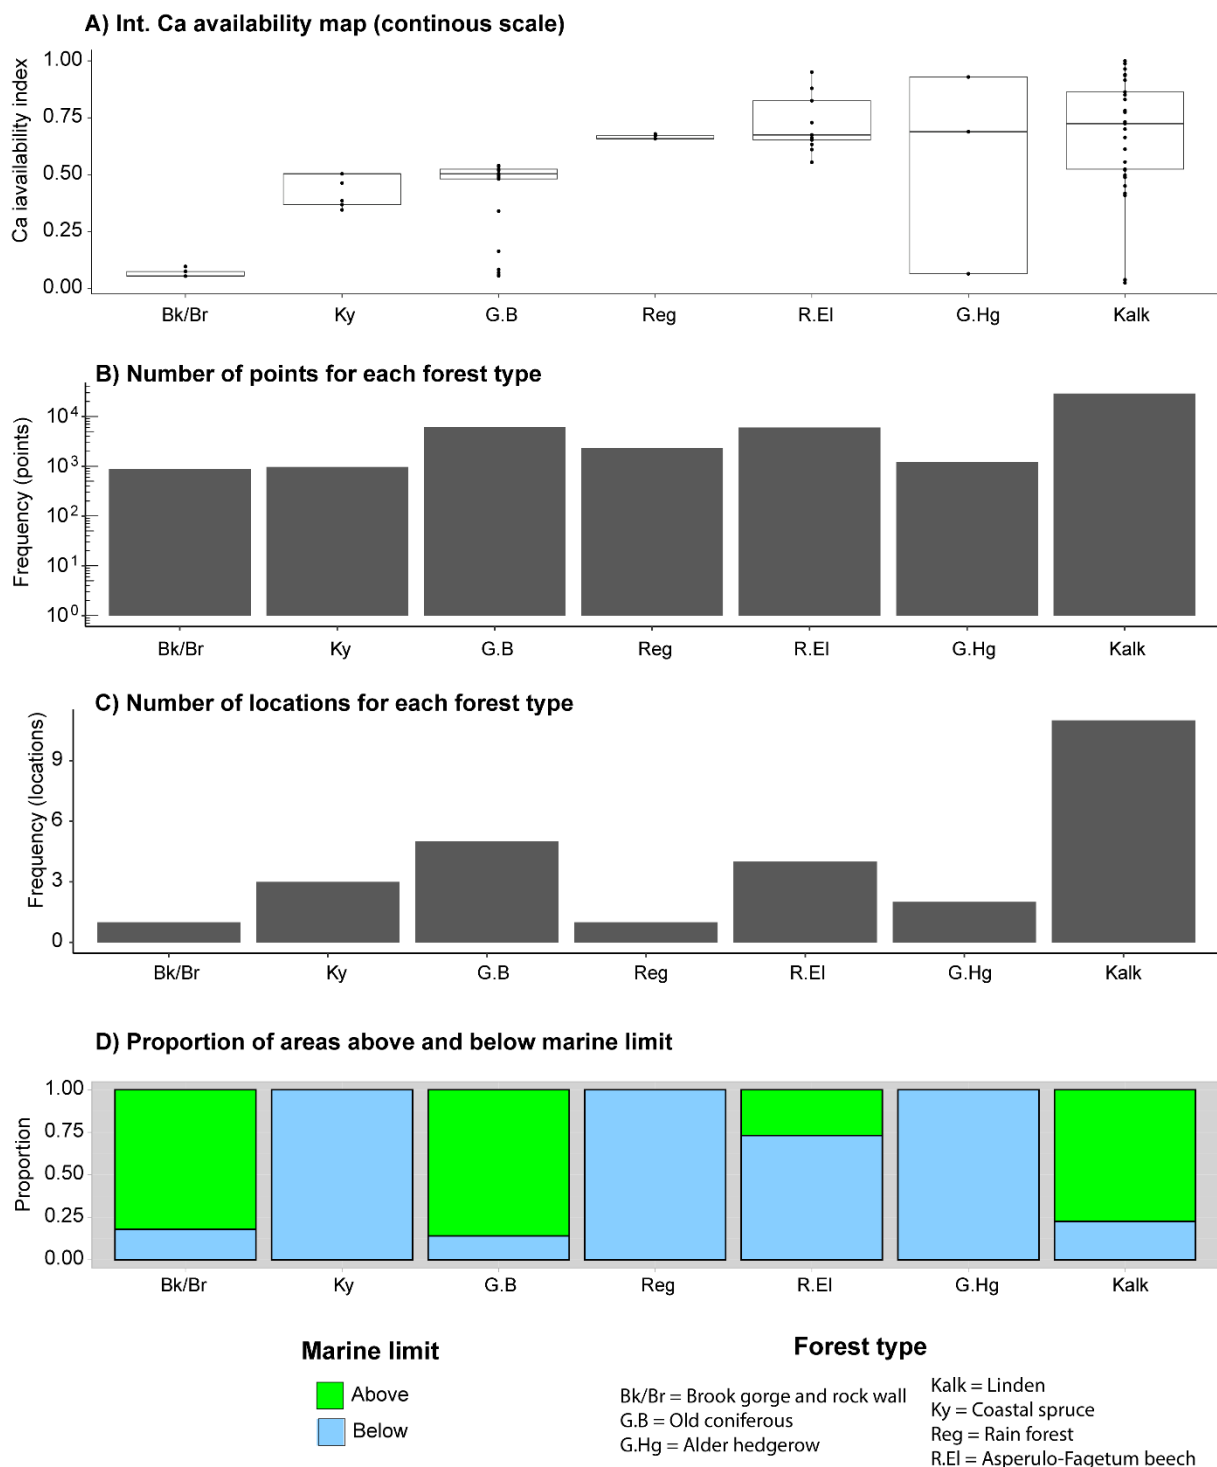 A) Int. Ca availability map (continous scale)
Ca iavailability index
1.00
0.75
0.50
0.25
0.00
Bk/Br Ky G.B Reg R.El G.Hg Kalk
B) Number of points for each forest type
Frequency (points)
10⁴
10³
10²
10¹
10⁰
Bk/Br Ky G.B Reg R.El G.Hg Kalk
C) Number of locations for each forest type
Frequency (locations)
9
6
3
0
Bk/Br Ky G.B Reg R.El G.Hg Kalk
D) Proportion of areas above and below marine limit
Proportion
1.00
0.75
0.50
0.25
0.00
Bk/Br Ky G.B Reg R.El G.Hg Kalk
Marine limit
Above
Below
Forest type
Bk/Br = Brook gorge and rock wall
G.B = Old coniferous
G.Hg = Alder hedgerow
Kalk = Linden
Ky = Coastal spruce
Reg = Rain forest
R.El = Asperulo-Fagetum beech